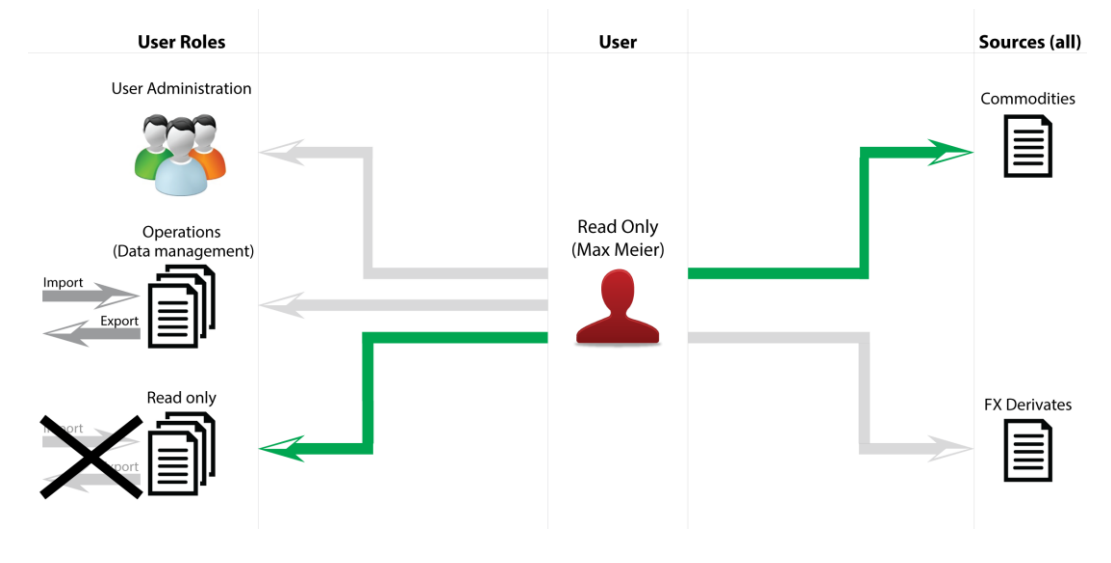 User Roles
User
Sources (all)
User Administration
Commodities
Operations
(Data management)
Import
Export
Read Only
(Max Meier)
Read only
FX Derivates